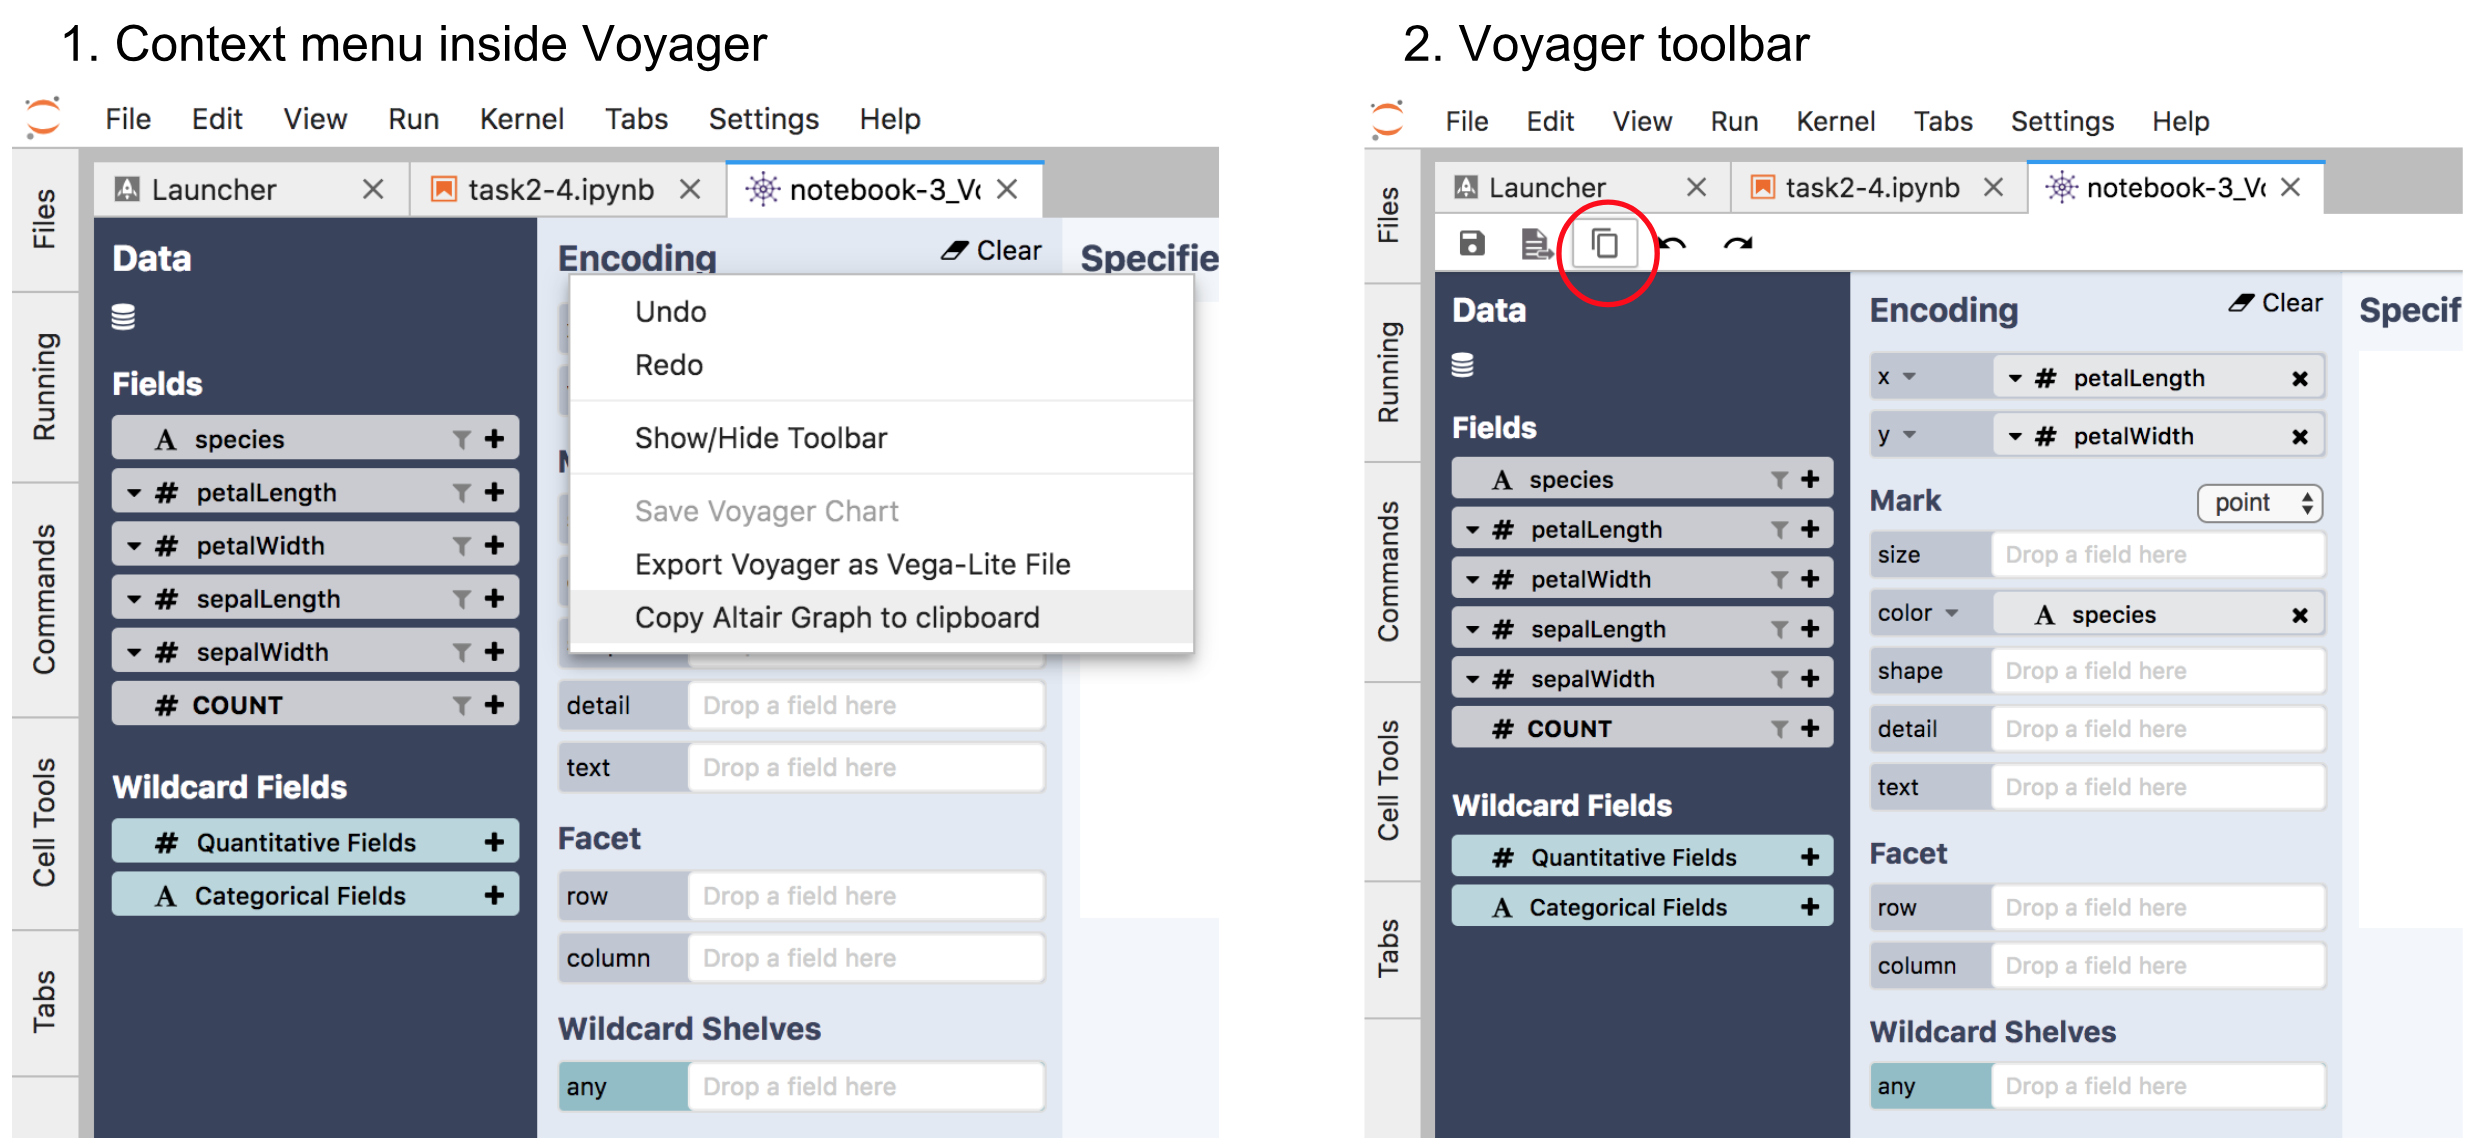 1. Context menu inside Voyager
File Edit View Run Kernel Tabs Settings Help
Launcher task2-4.ipynb notebook-3_Vo
Files
Running
Commands
Cell Tools
Tabs
Data
Fields
A species
# petalLength
# petalWidth
# sepalLength
# sepalWidth
# COUNT
Wildcard Fields
# Quantitative Fields
A Categorical Fields
Encoding Clear
Undo
Redo
Show/Hide Toolbar
Save Voyager Chart
Export Voyager as Vega-Lite File
Copy Altair Graph to clipboard
detail Drop a field here
text Drop a field here
Facet
row Drop a field here
column Drop a field here
Wildcard Shelves
any Drop a field here
Specifie
2. Voyager toolbar
File Edit View Run Kernel Tabs Settings Help
Launcher task2-4.ipynb notebook-3_Vo
Files
Running
Commands
Cell Tools
Tabs
Data
Fields
A species
# petalLength
# petalWidth
# sepalLength
# sepalWidth
# COUNT
Wildcard Fields
# Quantitative Fields
A Categorical Fields
Encoding Clear
x # petalLength
y # petalWidth
Mark point
size Drop a field here
color A species
shape Drop a field here
detail Drop a field here
text Drop a field here
Facet
row Drop a field here
column Drop a field here
Wildcard Shelves
any Drop a field here
Specif